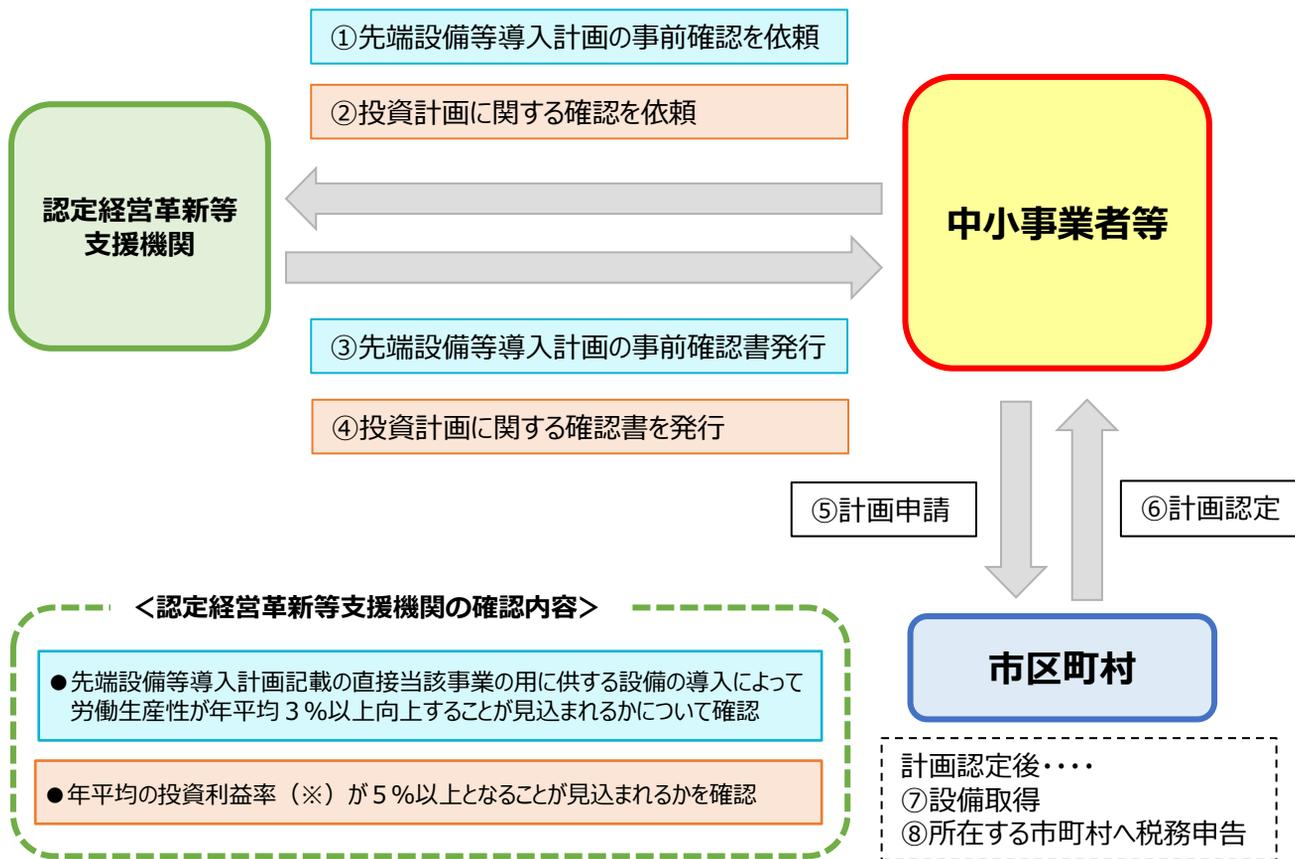 ①先端設備等導入計画の事前確認を依頼
②投資計画に関する確認を依頼
認定経営革新等
支援機関
中小事業者等
③先端設備等導入計画の事前確認書発行
④投資計画に関する確認書を発行
⑤計画申請
⑥計画認定
<認定経営革新等支援機関の確認内容>
●先端設備等導入計画記載の直接当該事業の用に供する設備の導入によって
労働生産性が年平均3%以上向上することが見込まれるかについて確認
●年平均の投資利益率（※）が5%以上となることが見込まれるかを確認
市区町村
計画認定後････
⑦設備取得
⑧所在する市町村へ税務申告